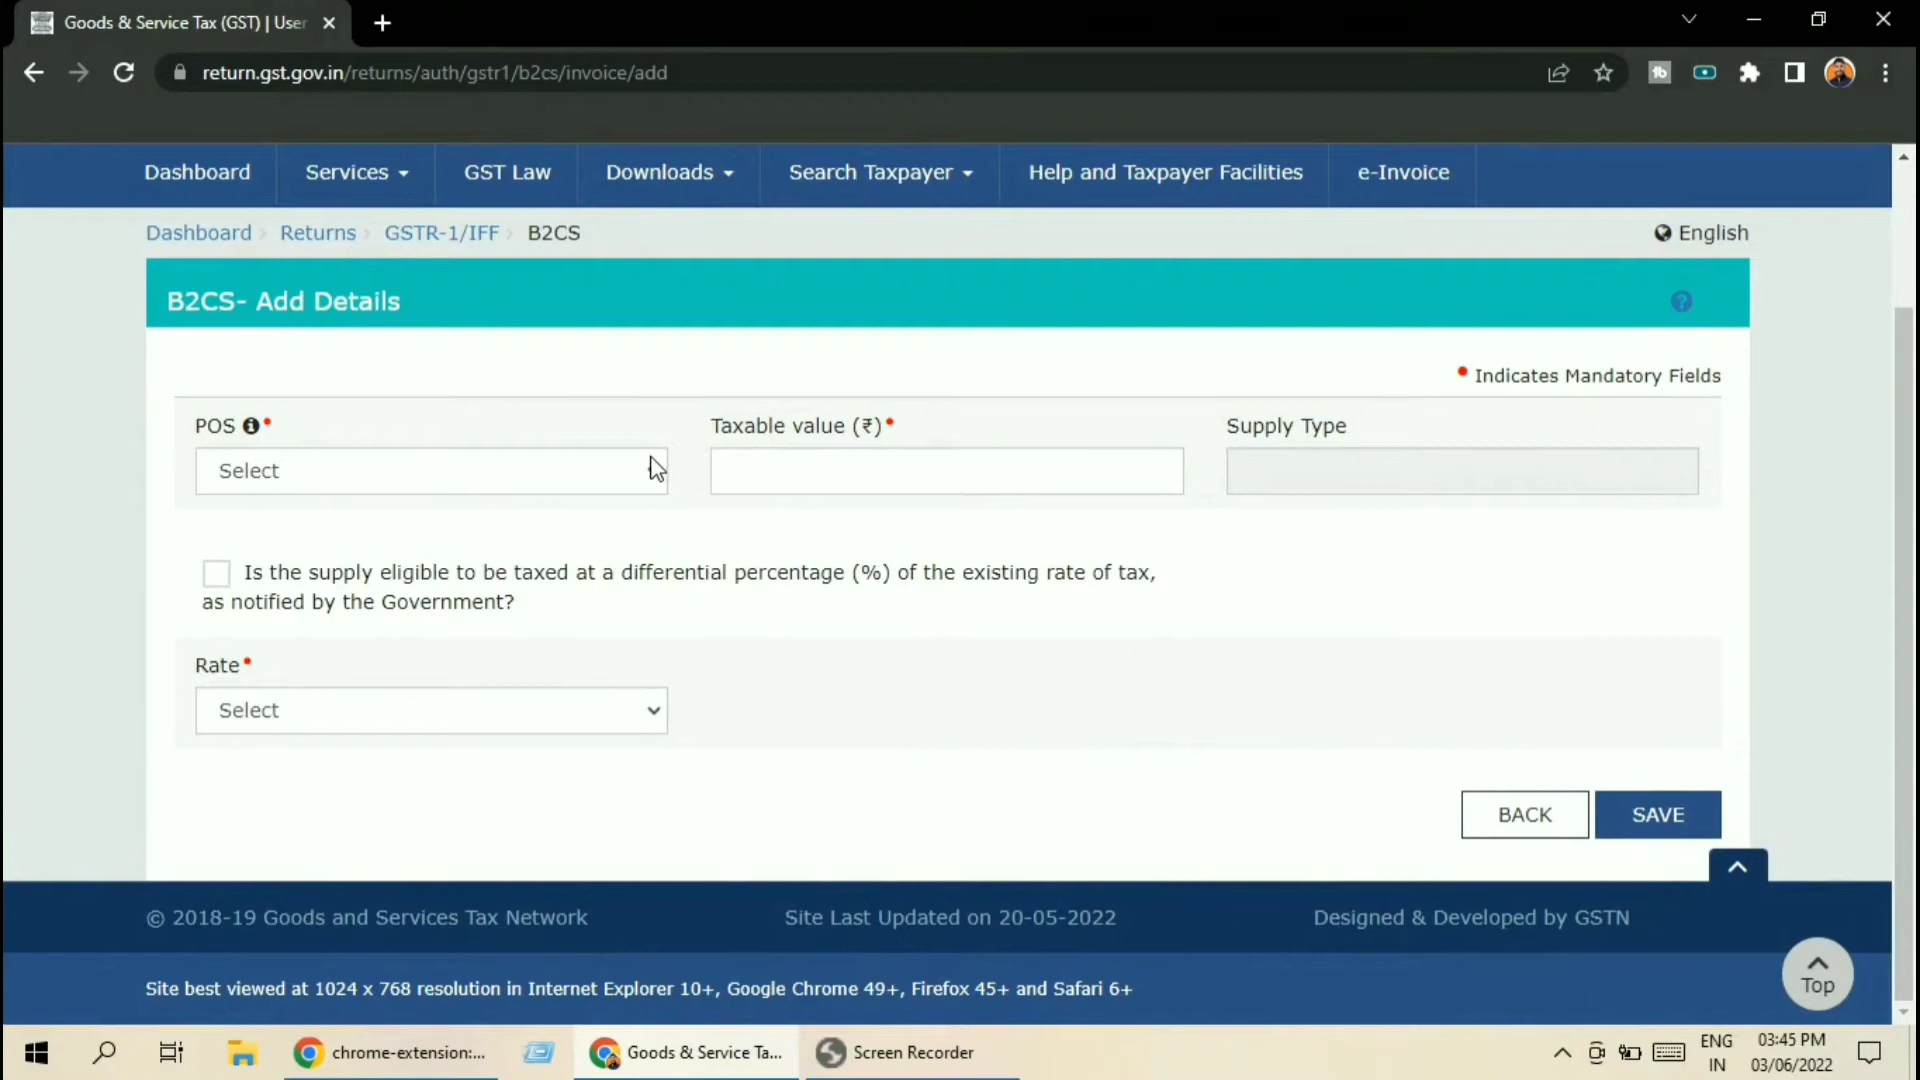 Goods & Service Tax (GST) | User
return.gst.gov.in/returns/auth/gstr1/b2cs/invoice/add
Dashboard Services GST Law Downloads Search Taxpayer Help and Taxpayer Facilities e-Invoice
Dashboard Returns GSTR-1/IFF B2CS English
B2CS- Add Details ?
• Indicates Mandatory Fields
POS • Taxable value (₹)• Supply Type
Select
Is the supply eligible to be taxed at a differential percentage (%) of the existing rate of tax,
as notified by the Government?
Rate•
Select
BACK SAVE
© 2018-19 Goods and Services Tax Network Site Last Updated on 20-05-2022 Designed & Developed by GSTN
Top
Site best viewed at 1024 x 768 resolution in Internet Explorer 10+, Google Chrome 49+, Firefox 45+ and Safari 6+
chrome-extension:... Goods & Service Ta... Screen Recorder ENG 03:45 PM
IN 03/06/2022